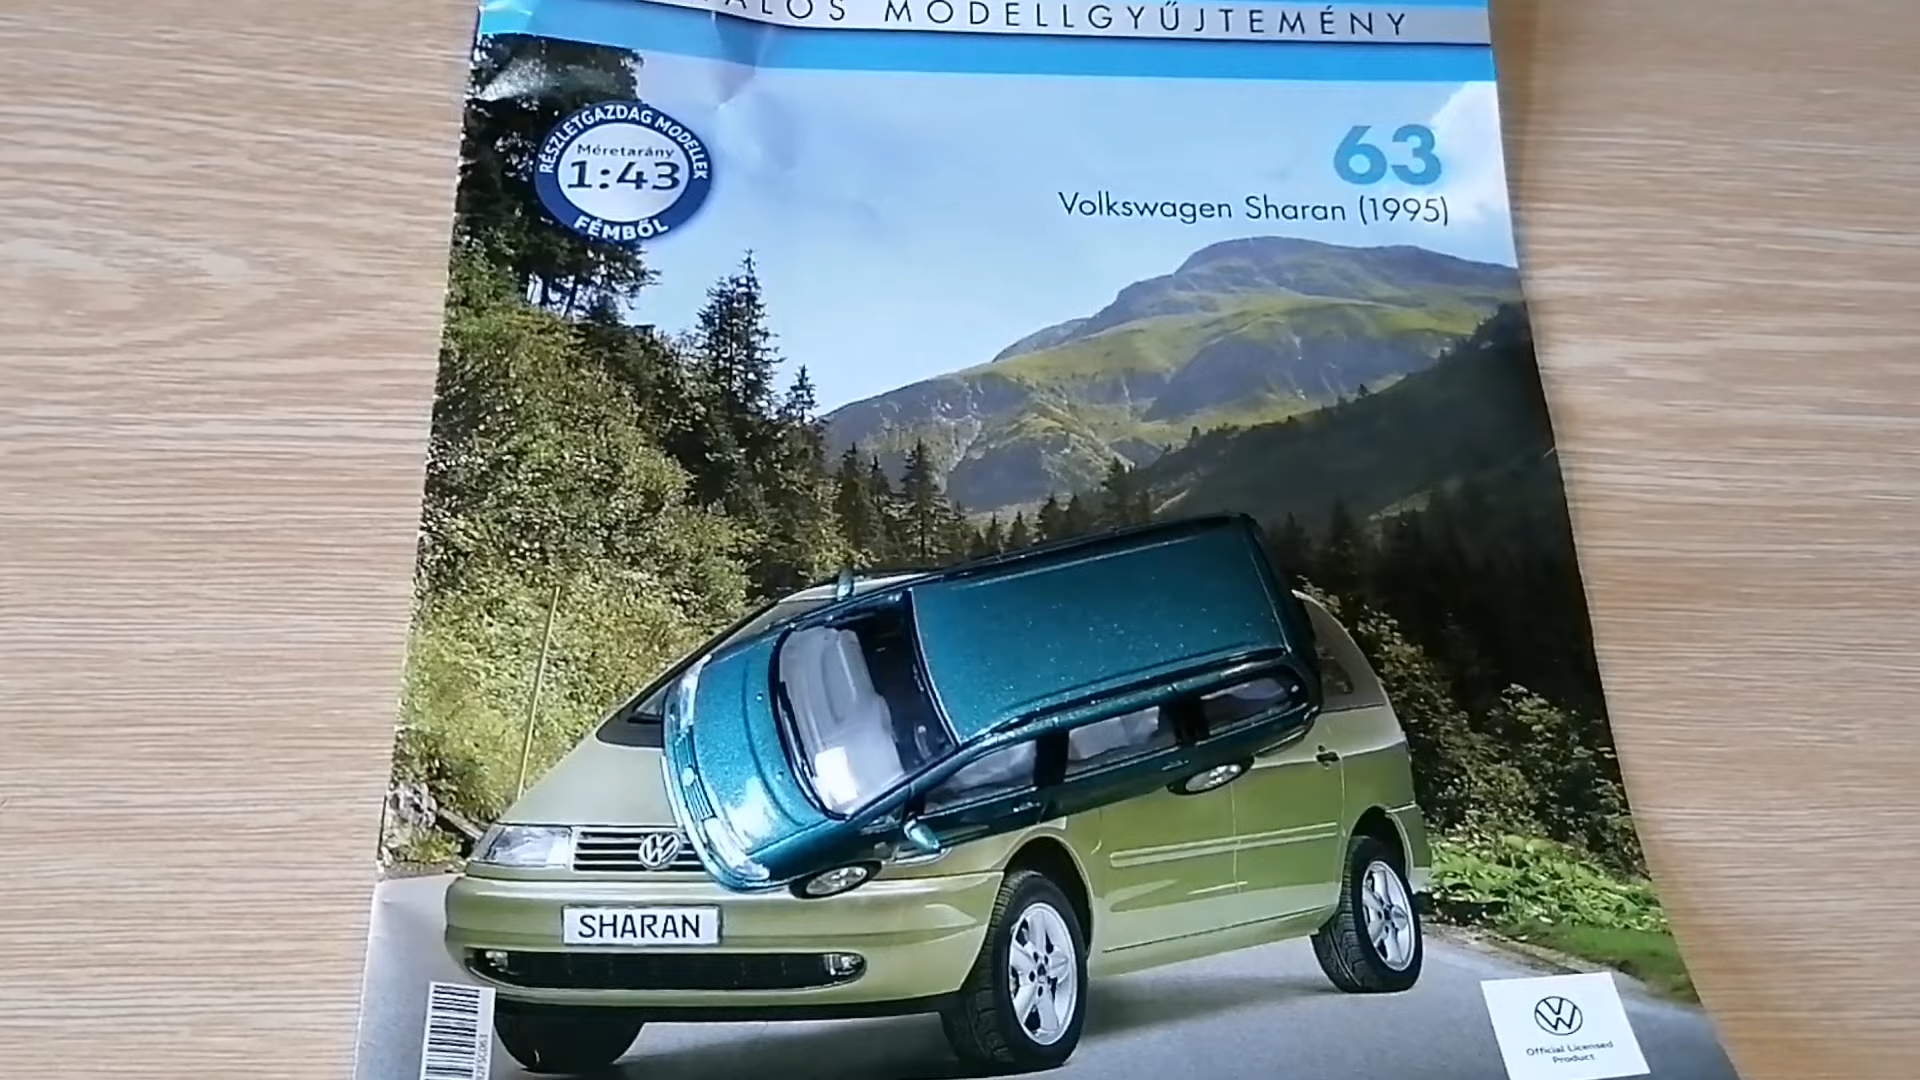 MODELLGYŰJTEMÉNY
RÉSZLETGAZDAG MODELLEK
Méretarány
1:43
FÉMBŐL
63
Volkswagen Sharan (1995)
SHARAN
Official Licensed
Product